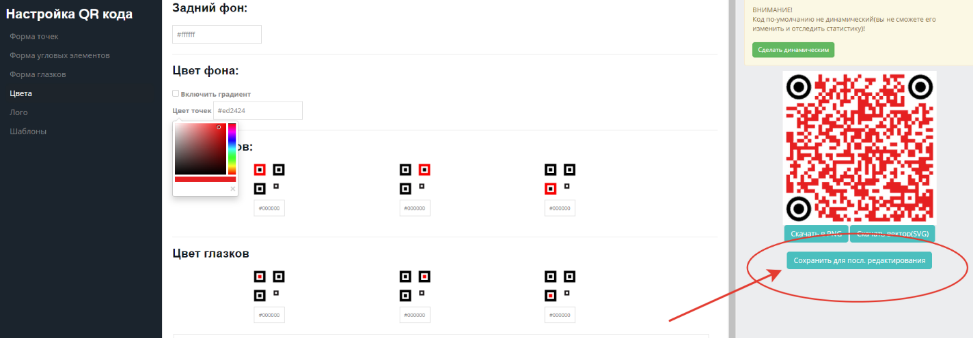 Настройка QR кода
Форма точек
Форма угловых элементов
Форма глазков
Цвета
Лого
Шаблоны
Задний фон:
#ffffff
Цвет фона:
Включить градиент
Цвет точек #ed2424
ов:
#000000 #000000 #000000
Цвет глазков
#000000 #000000 #000000
ВНИМАНИЕ!
Код по-умолчанию не динамический(вы не сможете его
изменить и отследить статистику)!
Сделать динамическим
Скачать в PNG Скачать вектор(SVG)
Сохранить для посл. редактирования